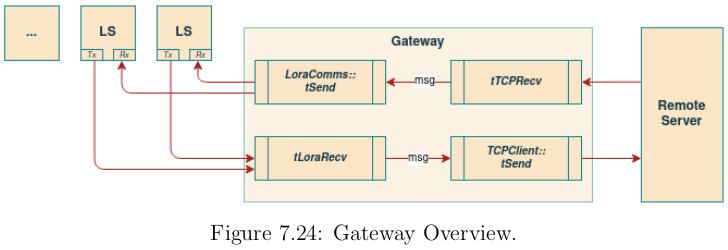 ...
LS
Tx
Rx
LS
Tx
Rx
Gateway
LoraComms::
tSend
msg
tTCPRecv
Remote
Server
tLoraRecv
msg
TCPClient::
tSend
Figure 7.24: Gateway Overview.